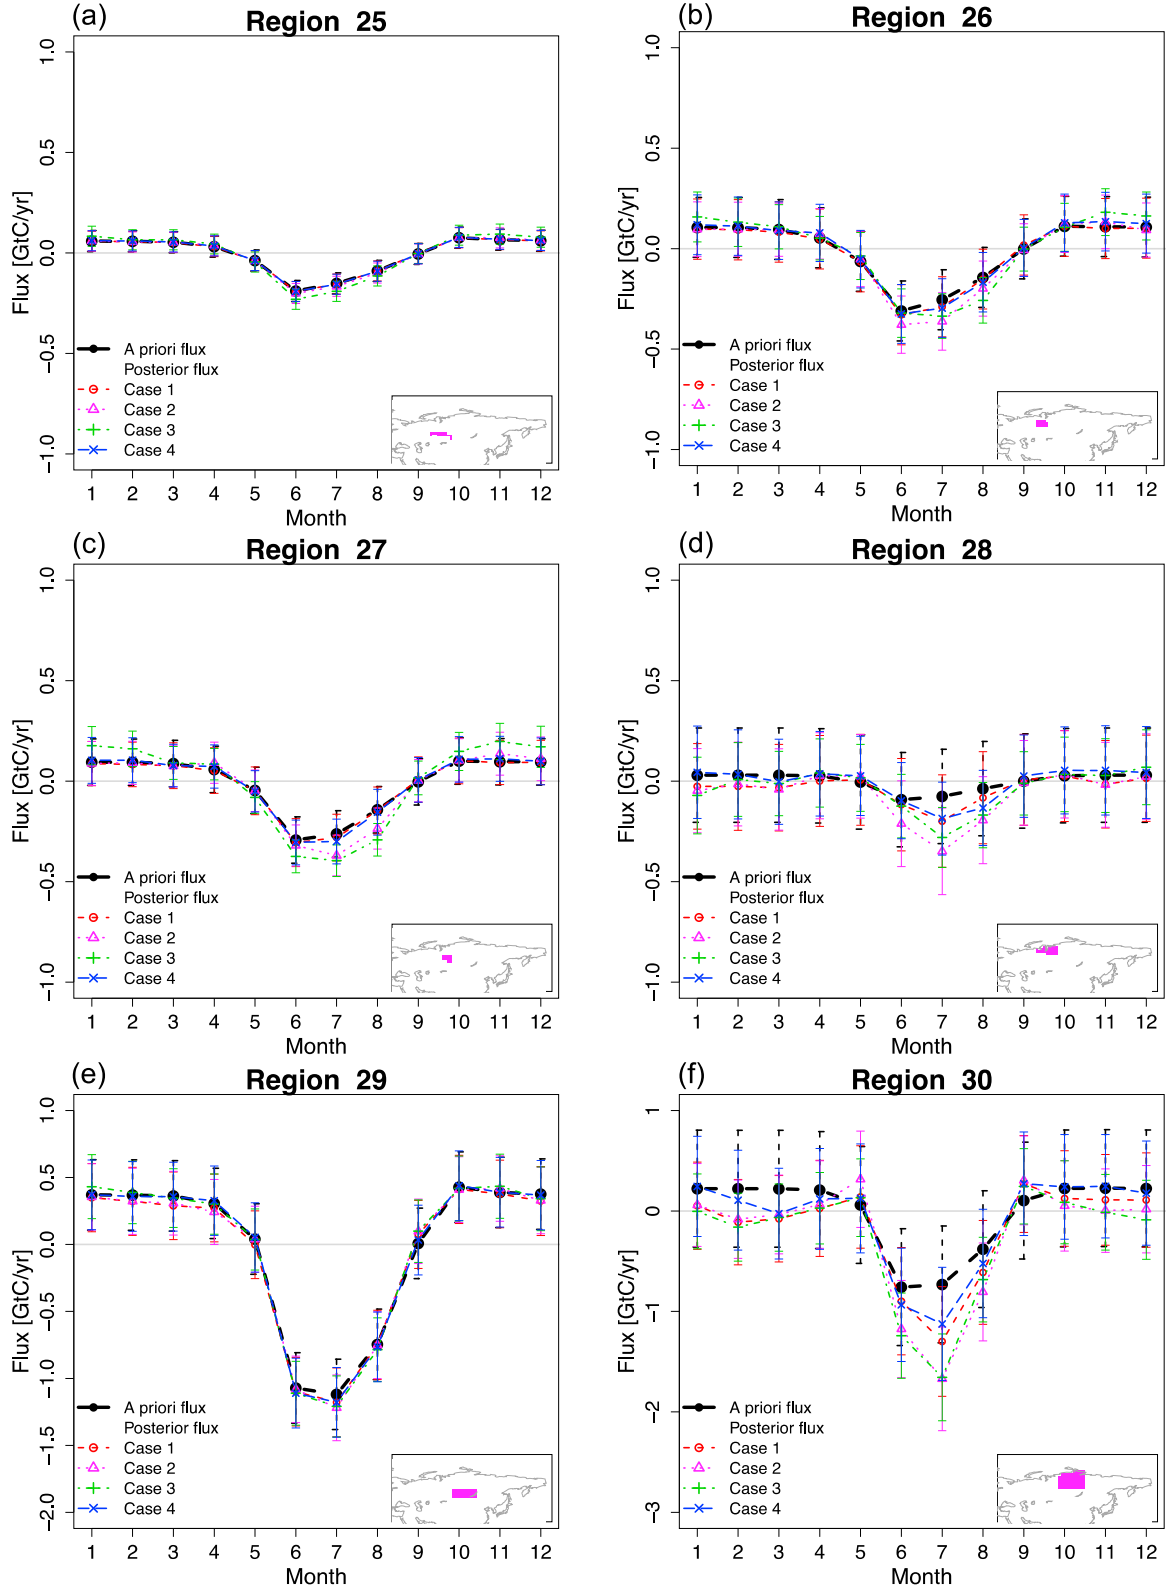 (a) Region 25
Flux [GtC/yr]
1.0
0.5
0.0
−0.5
−1.0
A priori flux
Posterior flux
Case 1
Case 2
Case 3
Case 4
1 2 3 4 5 6 7 8 9 10 11 12
Month
(b) Region 26
Flux [GtC/yr]
1.0
0.5
0.0
−0.5
−1.0
A priori flux
Posterior flux
Case 1
Case 2
Case 3
Case 4
1 2 3 4 5 6 7 8 9 10 11 12
Month
(c) Region 27
Flux [GtC/yr]
1.0
0.5
0.0
−0.5
−1.0
A priori flux
Posterior flux
Case 1
Case 2
Case 3
Case 4
1 2 3 4 5 6 7 8 9 10 11 12
Month
(d) Region 28
Flux [GtC/yr]
1.0
0.5
0.0
−0.5
−1.0
A priori flux
Posterior flux
Case 1
Case 2
Case 3
Case 4
1 2 3 4 5 6 7 8 9 10 11 12
Month
(e) Region 29
Flux [GtC/yr]
1.0
0.5
0.0
−0.5
−1.0
−1.5
−2.0
A priori flux
Posterior flux
Case 1
Case 2
Case 3
Case 4
1 2 3 4 5 6 7 8 9 10 11 12
Month
(f) Region 30
Flux [GtC/yr]
1
0
−1
−2
−3
A priori flux
Posterior flux
Case 1
Case 2
Case 3
Case 4
1 2 3 4 5 6 7 8 9 10 11 12
Month